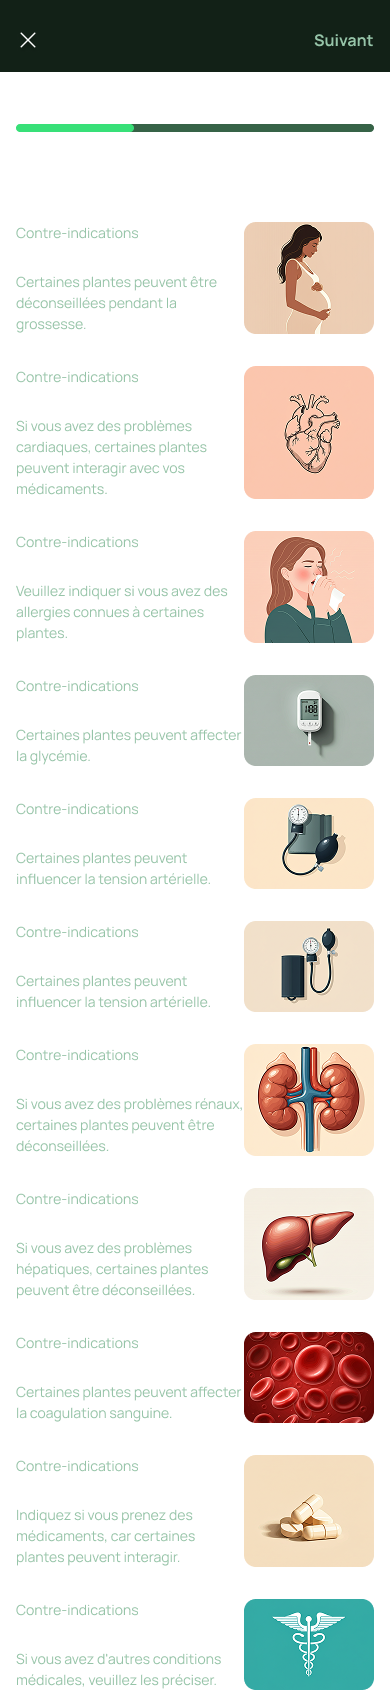 Suivant
Contre-indications
Certaines plantes peuvent être
déconseillées pendant la
grossesse.
Contre-indications
Si vous avez des problèmes
cardiaques, certaines plantes
peuvent interagir avec vos
médicaments.
Contre-indications
Veuillez indiquer si vous avez des
allergies connues à certaines
plantes.
Contre-indications
Certaines plantes peuvent affecter
la glycémie.
188
Contre-indications
Certaines plantes peuvent
influencer la tension artérielle.
Contre-indications
Certaines plantes peuvent
influencer la tension artérielle.
Contre-indications
Si vous avez des problèmes rénaux,
certaines plantes peuvent être
déconseillées.
Contre-indications
Si vous avez des problèmes
hépatiques, certaines plantes
peuvent être déconseillées.
Contre-indications
Certaines plantes peuvent affecter
la coagulation sanguine.
Contre-indications
Indiquez si vous prenez des
médicaments, car certaines
plantes peuvent interagir.
Contre-indications
Si vous avez d'autres conditions
médicales, veuillez les préciser.